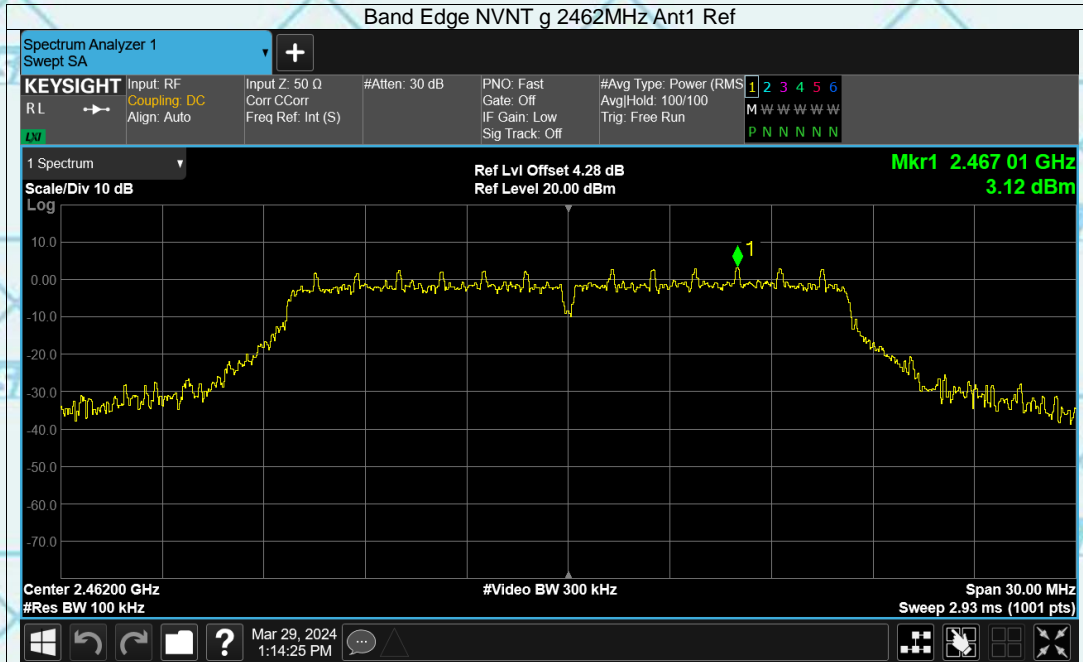 Band Edge NVNT g 2462MHz Ant1 Ref
Spectrum Analyzer 1
Swept SA
KEYSIGHT
R L
LXI
Input: RF
Coupling: DC
Align: Auto
Input Z: 50 Ω
Corr CCorr
Freq Ref: Int (S)
#Atten: 30 dB
PNO: Fast
Gate: Off
IF Gain: Low
Sig Track: Off
#Avg Type: Power (RMS
Avg|Hold: 100/100
Trig: Free Run
1 2 3 4 5 6
M W W W W W
P N N N N N
1 Spectrum
Scale/Div 10 dB
Ref Lvl Offset 4.28 dB
Ref Level 20.00 dBm
Mkr1 2.467 01 GHz
3.12 dBm
Log
10.0
0.00
-10.0
-20.0
-30.0
-40.0
-50.0
-60.0
-70.0
1
Center 2.46200 GHz
#Res BW 100 kHz
#Video BW 300 kHz
Span 30.00 MHz
Sweep 2.93 ms (1001 pts)
?
Mar 29, 2024
1:14:25 PM